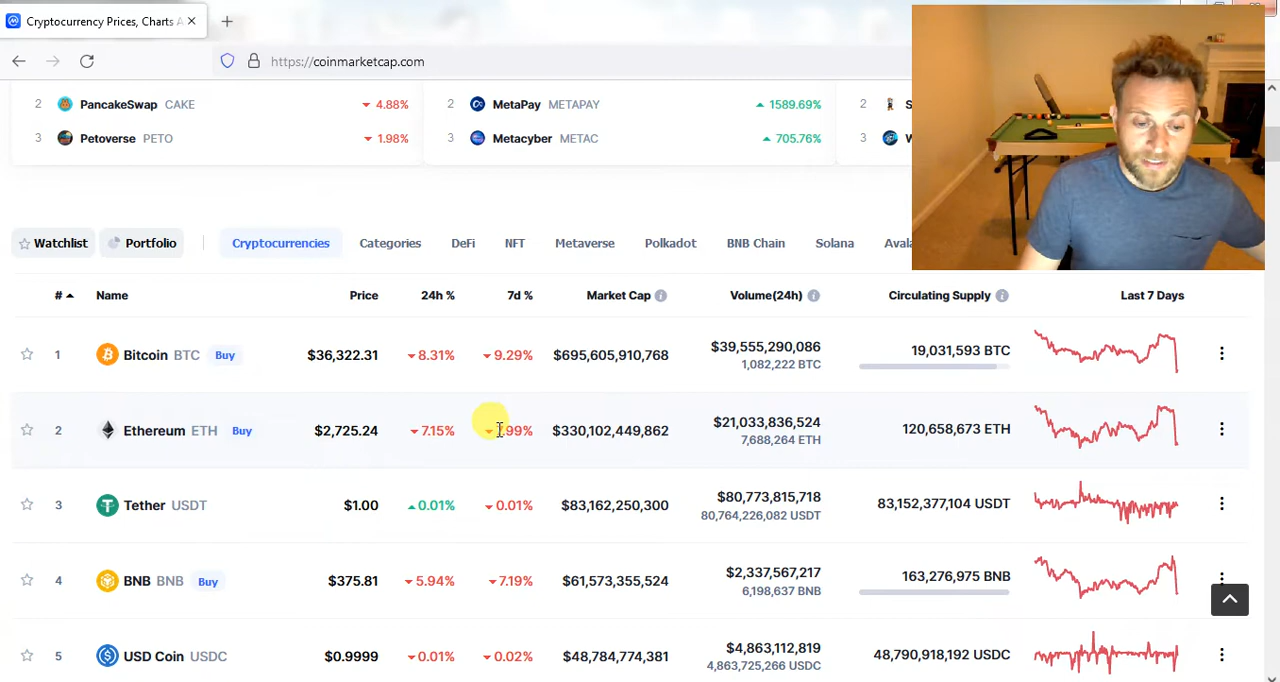 Cryptocurrency Prices, Charts A
https://coinmarketcap.com
2 PancakeSwap CAKE 4.88% 2 MetaPay METAPAY 1589.69% 2 S
3 Petoverse PETO 1.98% 3 Metacyber METAC 705.76% 3 W
Watchlist Portfolio Cryptocurrencies Categories DeFi NFT Metaverse Polkadot BNB Chain Solana Avala
# Name Price 24h % 7d % Market Cap Volume(24h) Circulating Supply Last 7 Days
1 Bitcoin BTC Buy $36,322.31 8.31% 9.29% $695,605,910,768 $39,555,290,086 19,031,593 BTC
1,082,222 BTC
2 Ethereum ETH Buy $2,725.24 7.15% .99% $330,102,449,862 $21,033,836,524 120,658,673 ETH
7,688,264 ETH
3 Tether USDT $1.00 0.01% 0.01% $83,162,250,300 $80,773,815,718 83,152,377,104 USDT
80,764,226,082 USDT
4 BNB BNB Buy $375.81 5.94% 7.19% $61,573,355,524 $2,337,567,217 163,276,975 BNB
6,198,637 BNB
5 USD Coin USDC $0.9999 0.01% 0.02% $48,784,774,381 $4,863,112,819 48,790,918,192 USDC
4,863,725,266 USDC